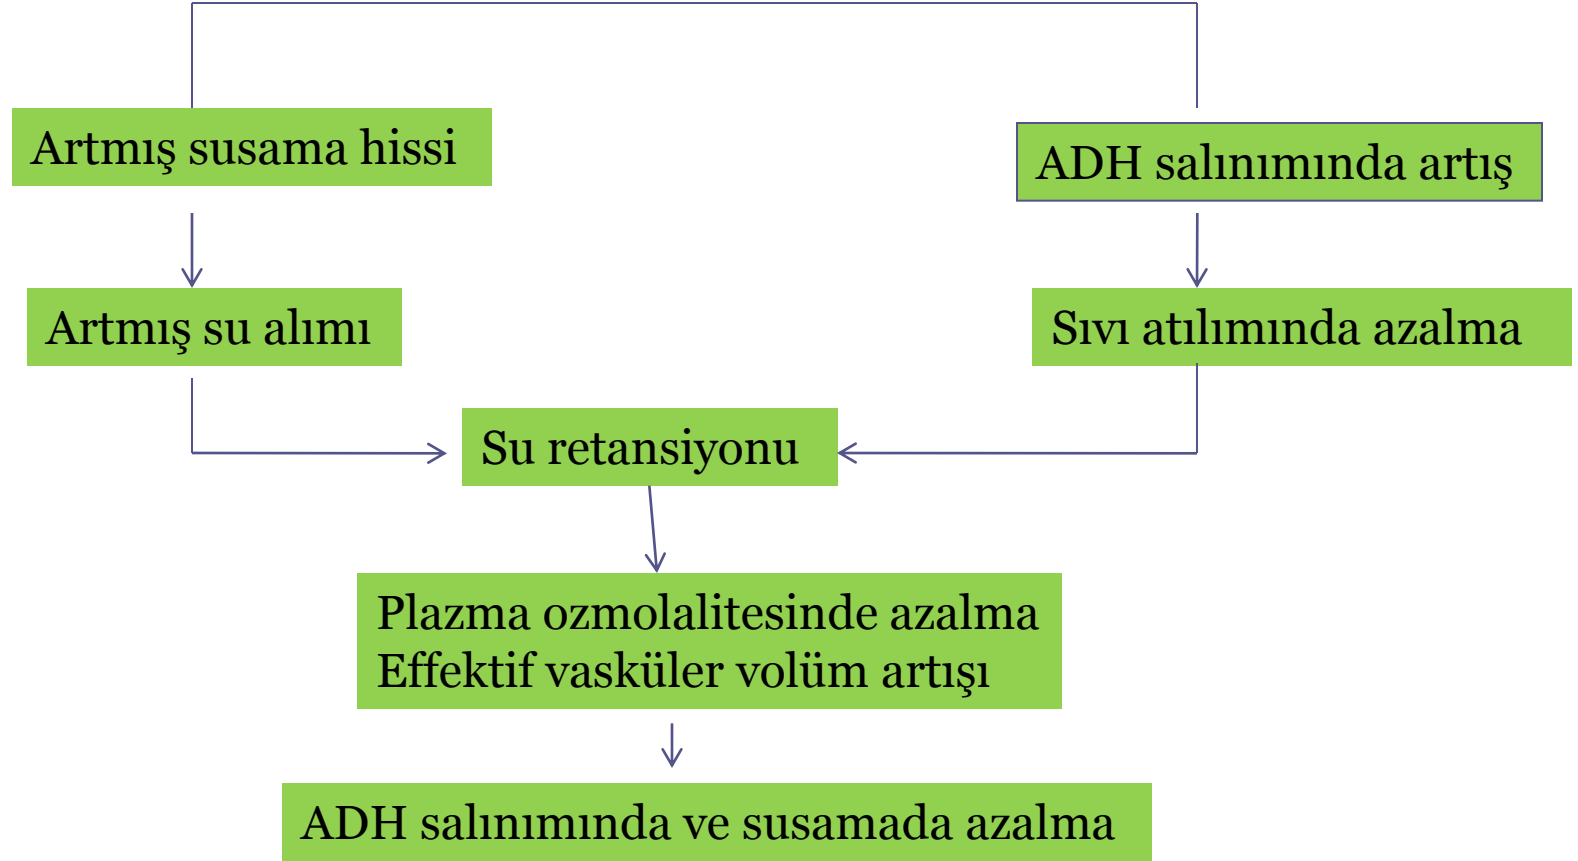 Artmış susama hissi
ADH salınımında artış
Artmış su alımı
Sıvı atılımında azalma
Su retansiyonu
Plazma ozmolalitesinde azalma
Effektif vasküler volüm artışı
ADH salınımında ve susamada azalma